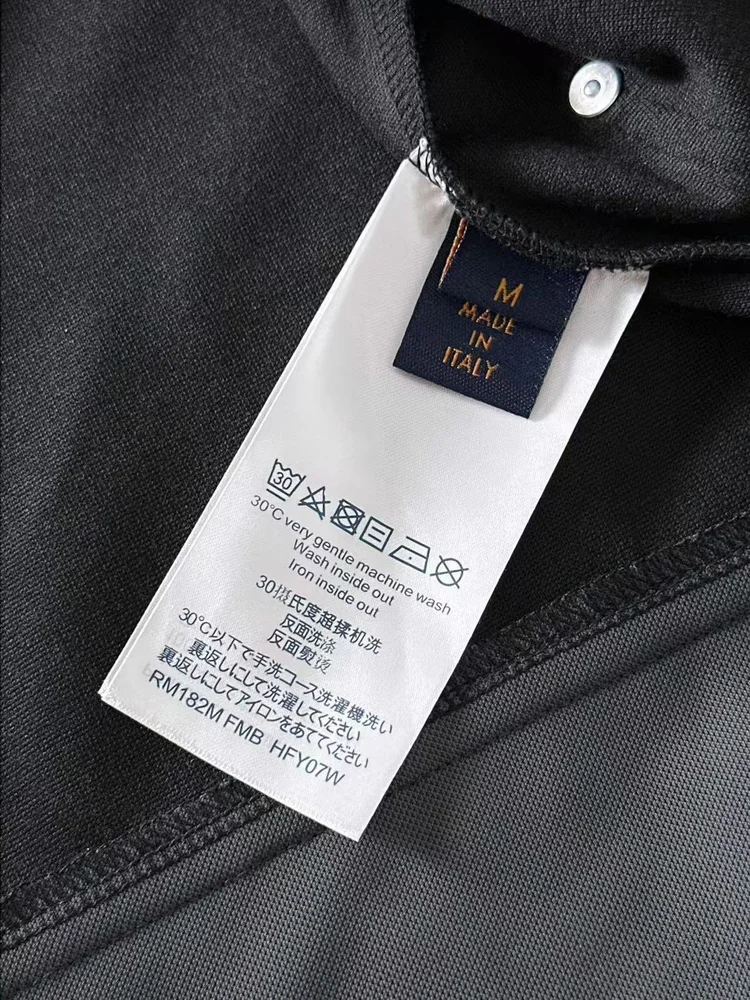 M
MADE
IN
ITALY
30
30°C very gentle machine wash
Wash inside out
Iron inside out
30摄氏度超揉机洗
反面洗涤
反面熨烫
30°C以下で手洗コース洗濯機洗い
裏返しにして洗濯してください
裏返しにしてアイロンをあててください
RM182M FMB HFY07W